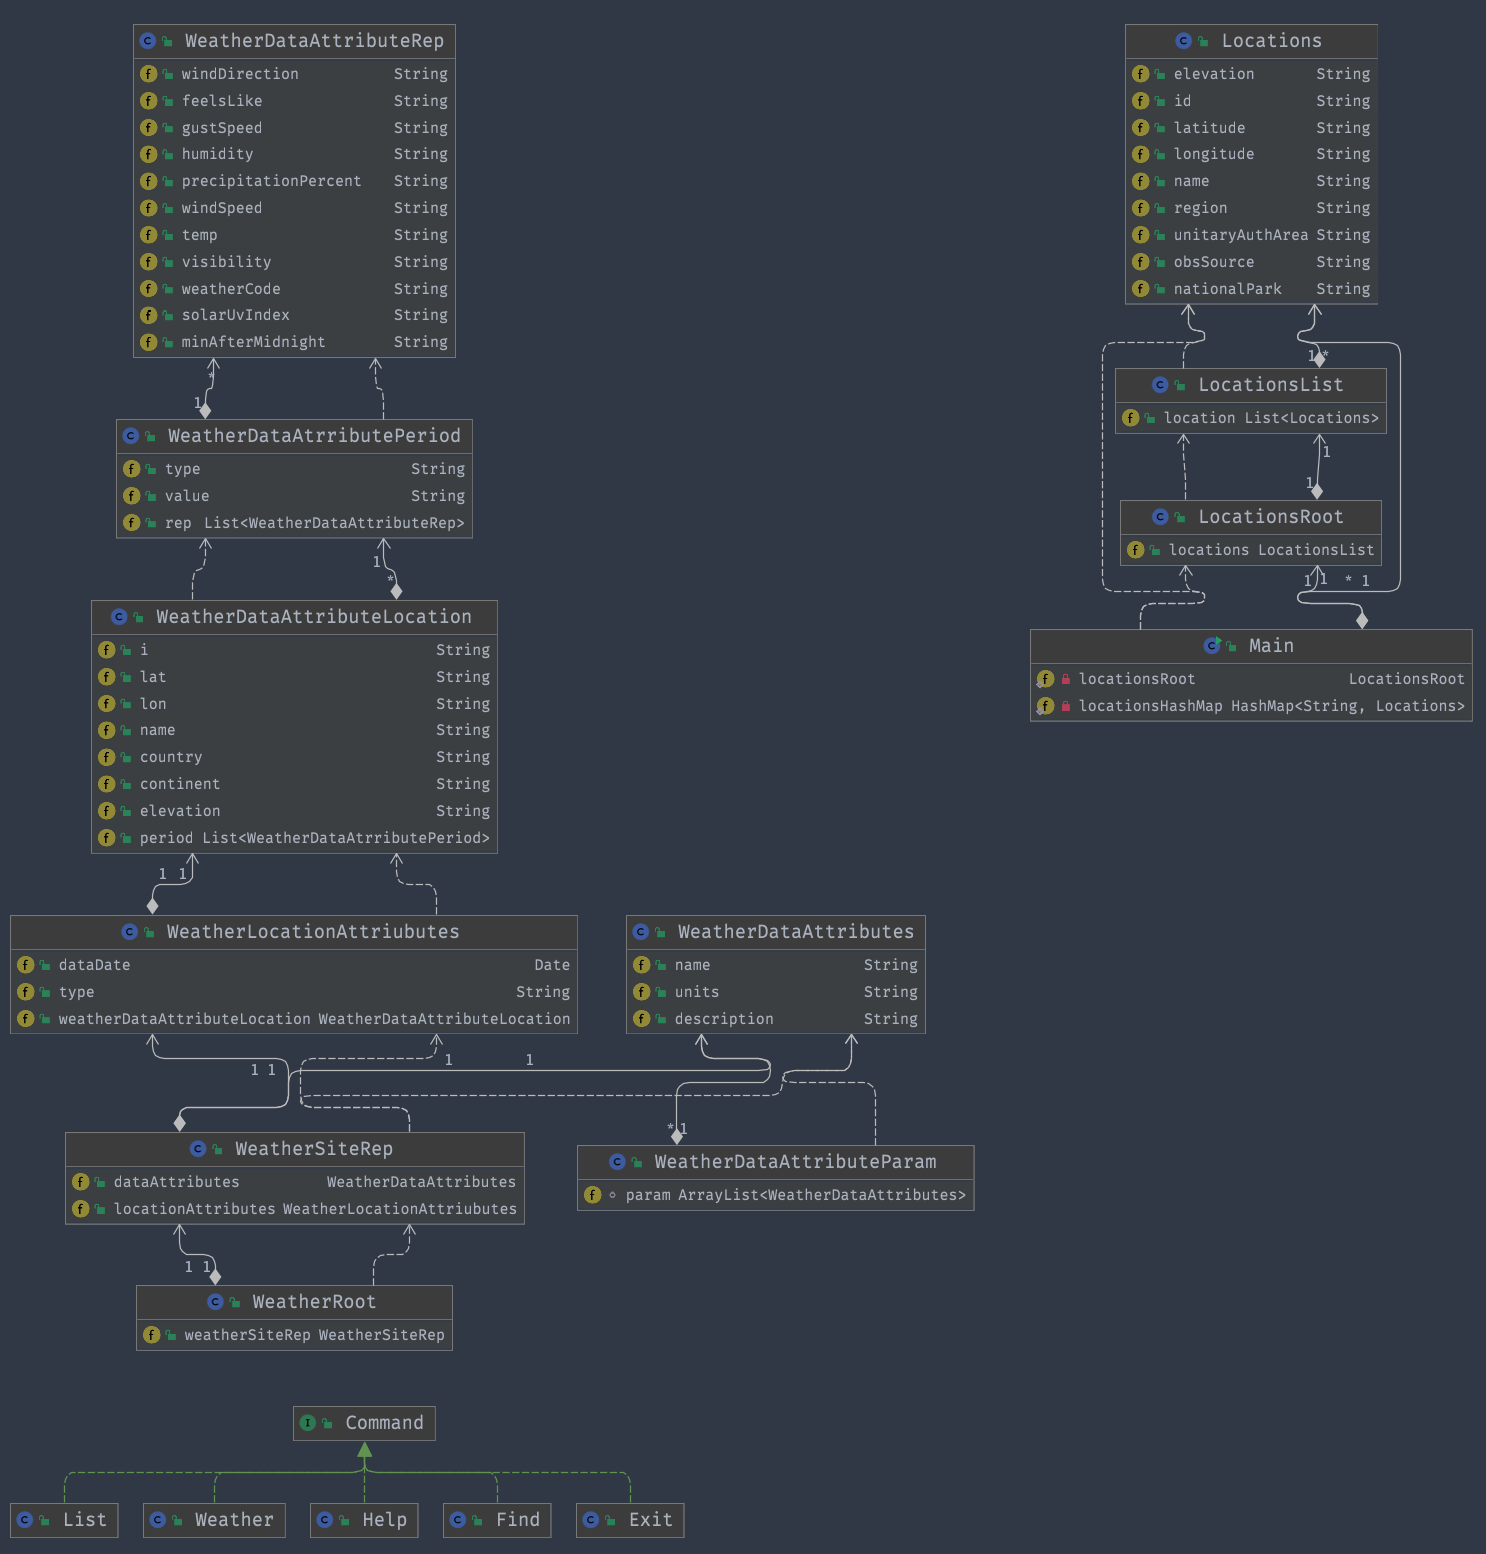 WeatherDataAttributeRep
windDirection String
feelsLike String
gustSpeed String
humidity String
precipitationPercent String
windSpeed String
temp String
visibility String
weatherCode String
solarUvIndex String
minAfterMidnight String
*
1
WeatherDataAtrributePeriod
type String
value String
rep List<WeatherDataAttributeRep>
1
*
WeatherDataAttributeLocation
i String
lat String
lon String
name String
country String
continent String
elevation String
period List<WeatherDataAtrributePeriod>
1 1
WeatherLocationAttriubutes
dataDate Date
type String
weatherDataAttributeLocation WeatherDataAttributeLocation
WeatherDataAttributes
name String
units String
description String
1 1
1 1
* 1
WeatherSiteRep
dataAttributes WeatherDataAttributes
locationAttributes WeatherLocationAttriubutes
WeatherDataAttributeParam
param ArrayList<WeatherDataAttributes>
1 1
WeatherRoot
weatherSiteRep WeatherSiteRep
Locations
elevation String
id String
latitude String
longitude String
name String
region String
unitaryAuthArea String
obsSource String
nationalPark String
1 *
LocationsList
location List<Locations>
1
1
LocationsRoot
locations LocationsList
1 1 * 1
Main
locationsRoot LocationsRoot
locationsHashMap HashMap<String, Locations>
Command
List
Weather
Help
Find
Exit